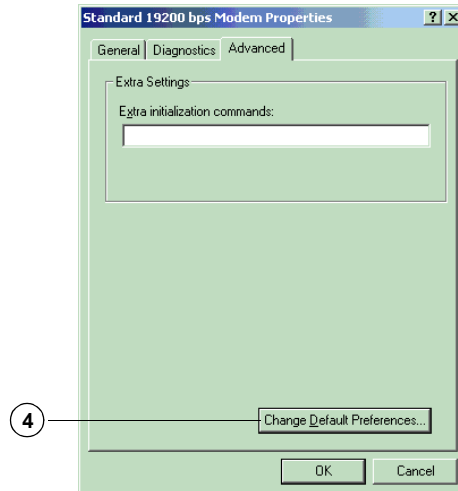 Standard 19200 bps Modem Properties ? X
General Diagnostics Advanced
Extra Settings
Extra initialization commands:
4 Change Default Preferences...
OK Cancel